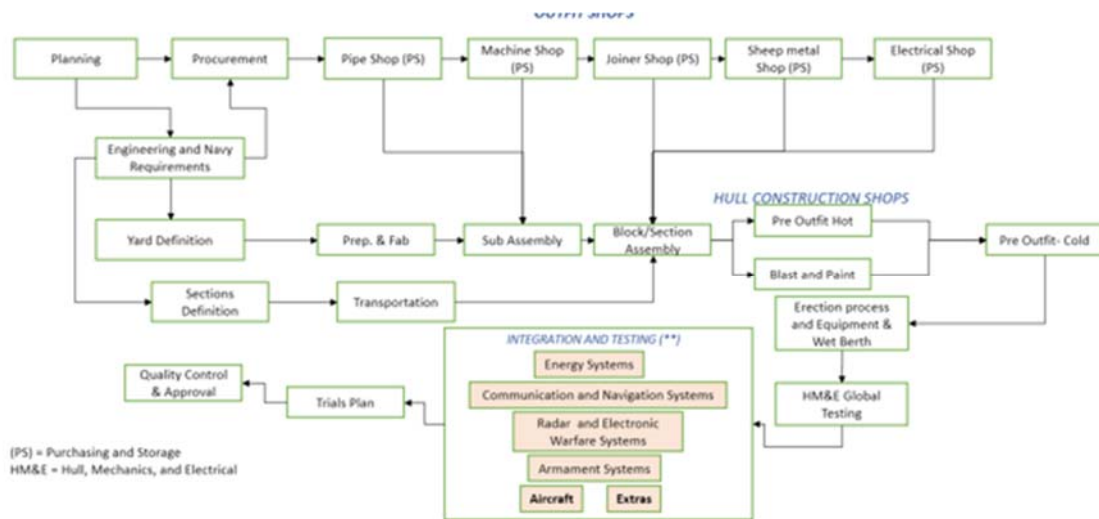 OUTFIT SHOPS
Planning
Procurement
Pipe Shop (PS)
Machine Shop
(PS)
Joiner Shop (PS)
Sheep metal
Shop (PS)
Electrical Shop
(PS)
Engineering and Navy
Requirements
HULL CONSTRUCTION SHOPS
Yard Definition
Prep. & Fab
Sub Assembly
Block/Section
Assembly
Pre Outfit Hot
Blast and Paint
Pre Outfit- Cold
Sections
Definition
Transportation
Erection process
and Equipment &
Wet Berth
INTEGRATION AND TESTING (**)
Energy Systems
Communication and Navigation Systems
Radar and Electronic
Warfare Systems
Armament Systems
Aircraft
Extras
HM&E Global
Testing
Quality Control
& Approval
Trials Plan
(PS) = Purchasing and Storage
HM&E = Hull, Mechanics, and Electrical